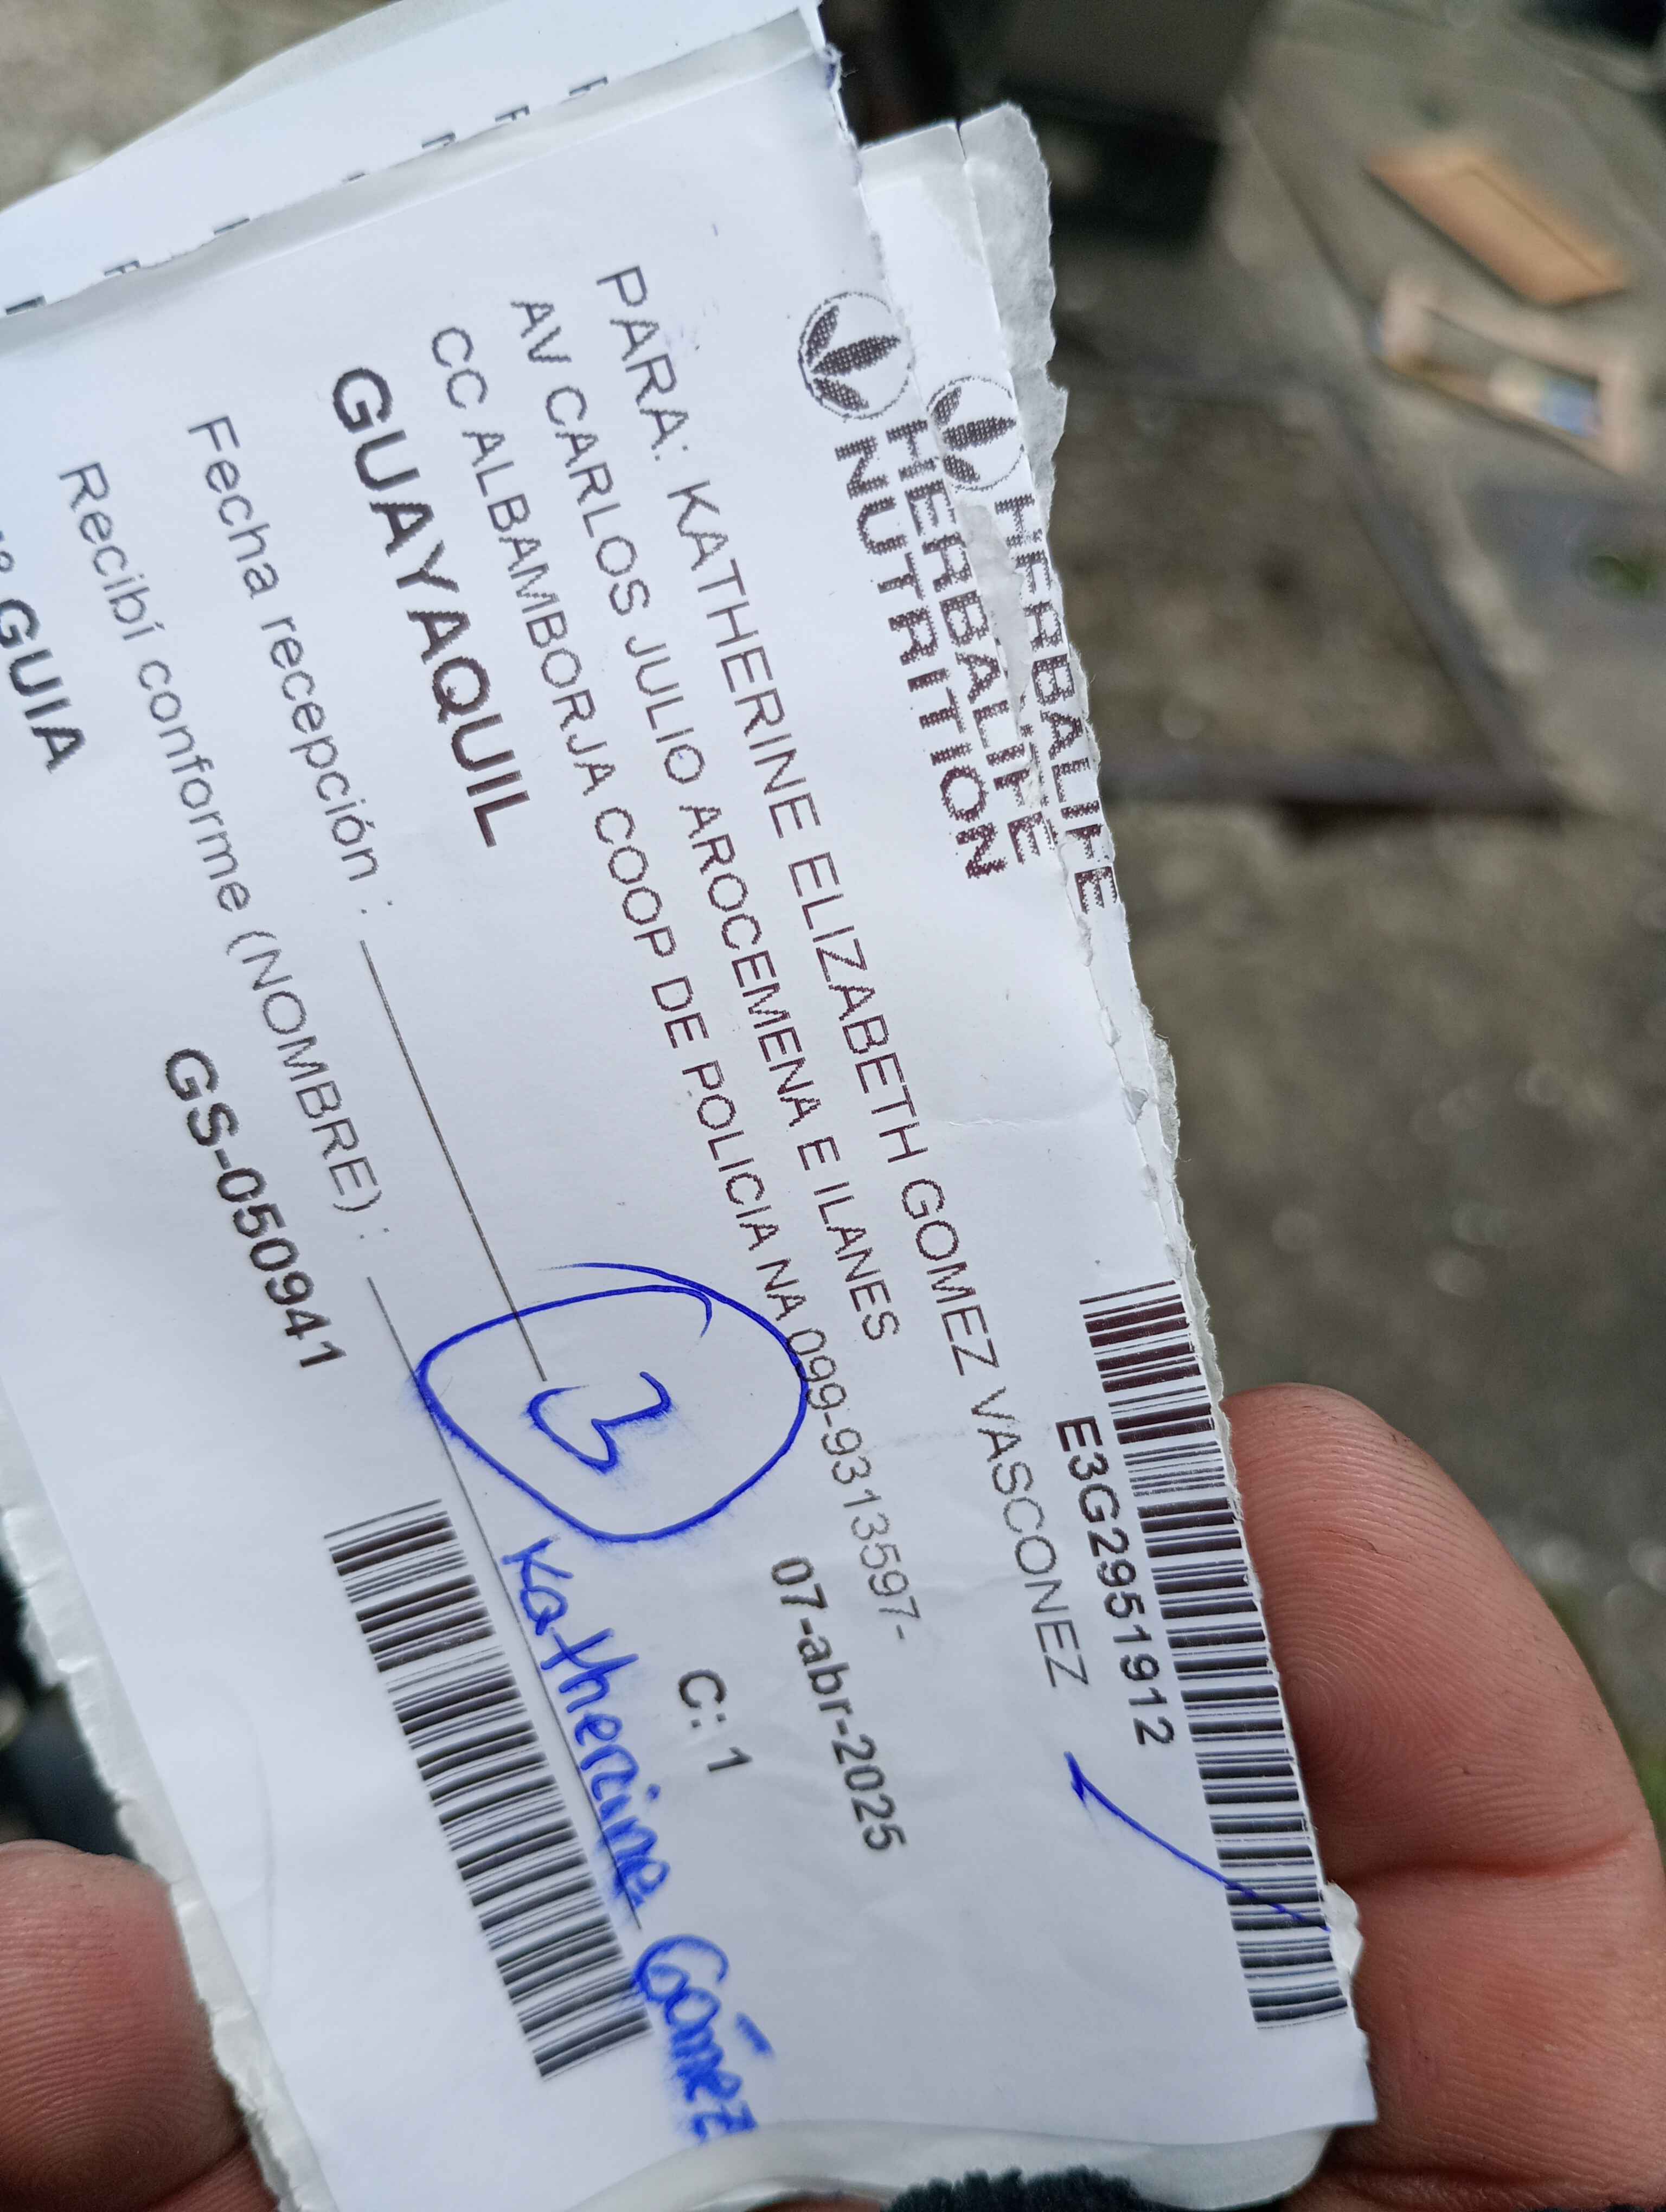 HERBALIFE
HERBALIFE
NUTRITION
E3G2951912
PARA: KATHERINE ELIZABETH GOMEZ VASCONEZ
AV CARLOS JULIO AROCEMENA E ILANES
CC ALBAMBORJA COOP DE POLICIA NA 099-9313597-
GUAYAQUIL
07-abr-2025
C: 1
3
Fecha recepción :
Recibí conforme (NOMBRE) :
Katherine Gómez
GS-050941
GUIA